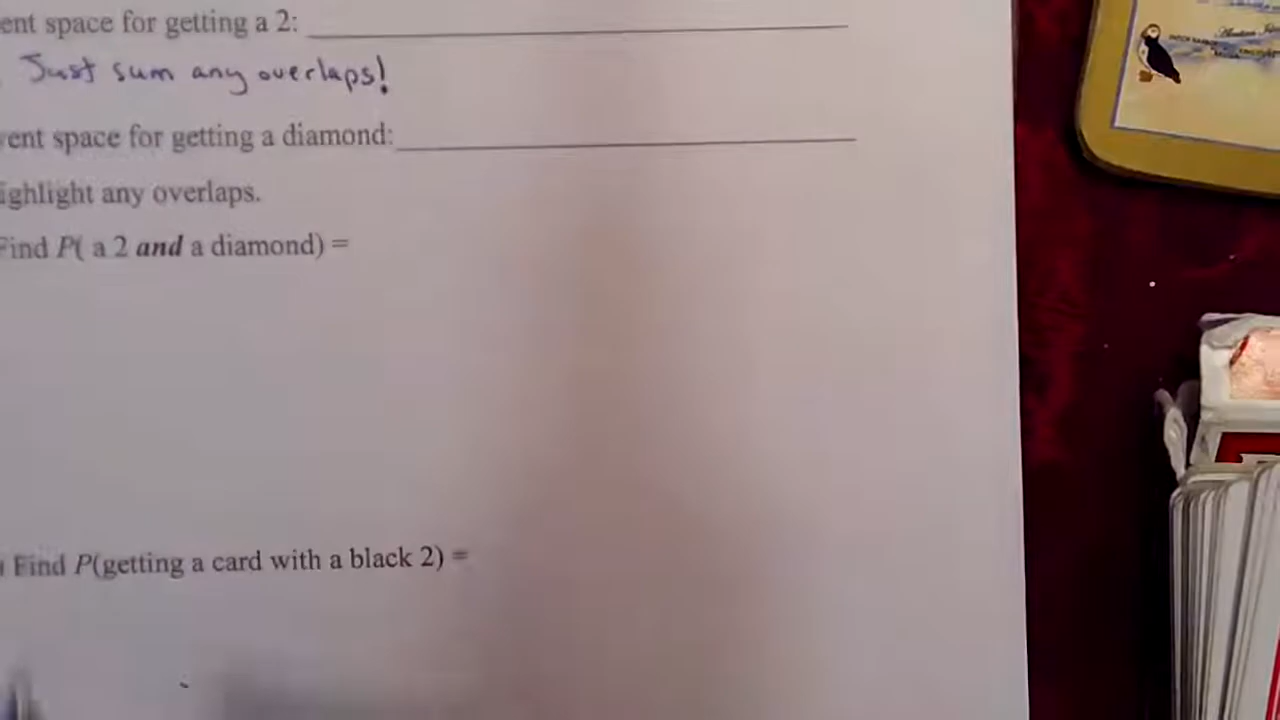 ent space for getting a 2:
Just sum any overlaps!
ent space for getting a diamond:
ighlight any overlaps.
Find P( a 2 and a diamond) =
Find P(getting a card with a black 2) =